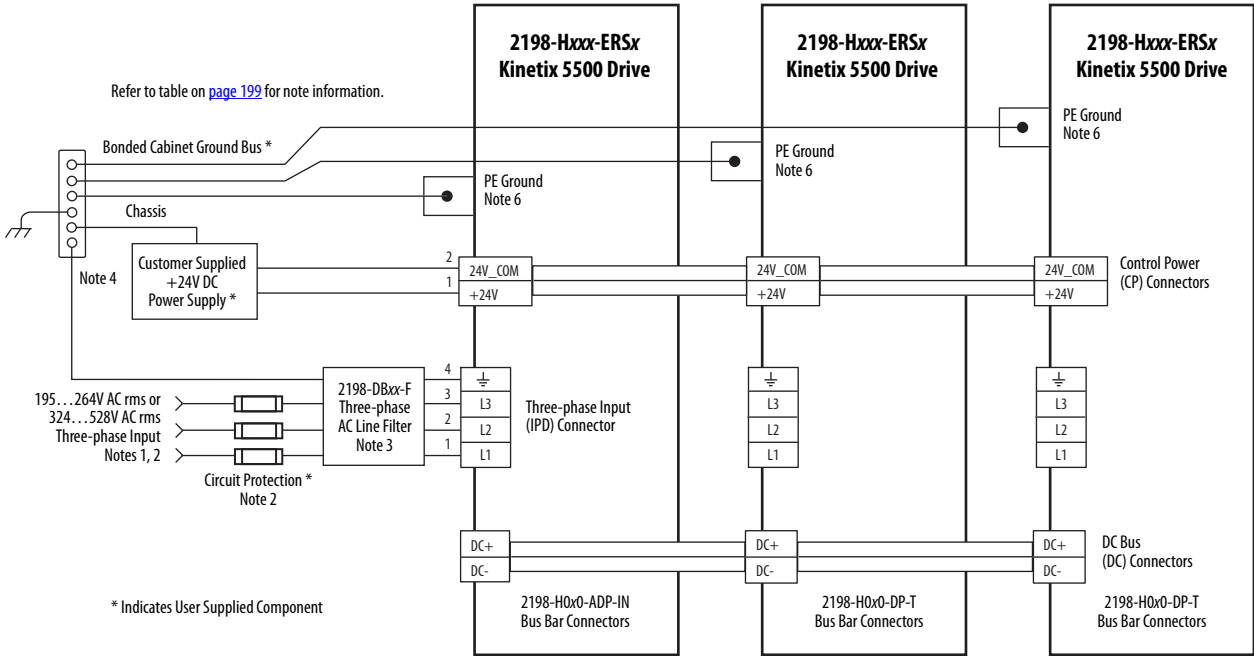 2198-Hxxx-ERSx
Kinetix 5500 Drive
2198-Hxxx-ERSx
Kinetix 5500 Drive
2198-Hxxx-ERSx
Kinetix 5500 Drive
Refer to table on page 199 for note information.
Bonded Cabinet Ground Bus *
PE Ground
Note 6
PE Ground
Note 6
PE Ground
Note 6
Chassis
Note 4
Customer Supplied
+24V DC
Power Supply *
2
1
24V_COM
+24V
24V_COM
+24V
24V_COM
+24V
Control Power
(CP) Connectors
195…264V AC rms or
324…528V AC rms
Three-phase Input
Notes 1, 2
Circuit Protection *
Note 2
2198-DBxx-F
Three-phase
AC Line Filter
Note 3
4
3
2
1
L3
L2
L1
Three-phase Input
(IPD) Connector
L3
L2
L1
L3
L2
L1
DC+
DC-
DC+
DC-
DC+
DC-
DC Bus
(DC) Connectors
* Indicates User Supplied Component
2198-H0x0-ADP-IN
Bus Bar Connectors
2198-H0x0-DP-T
Bus Bar Connectors
2198-H0x0-DP-T
Bus Bar Connectors